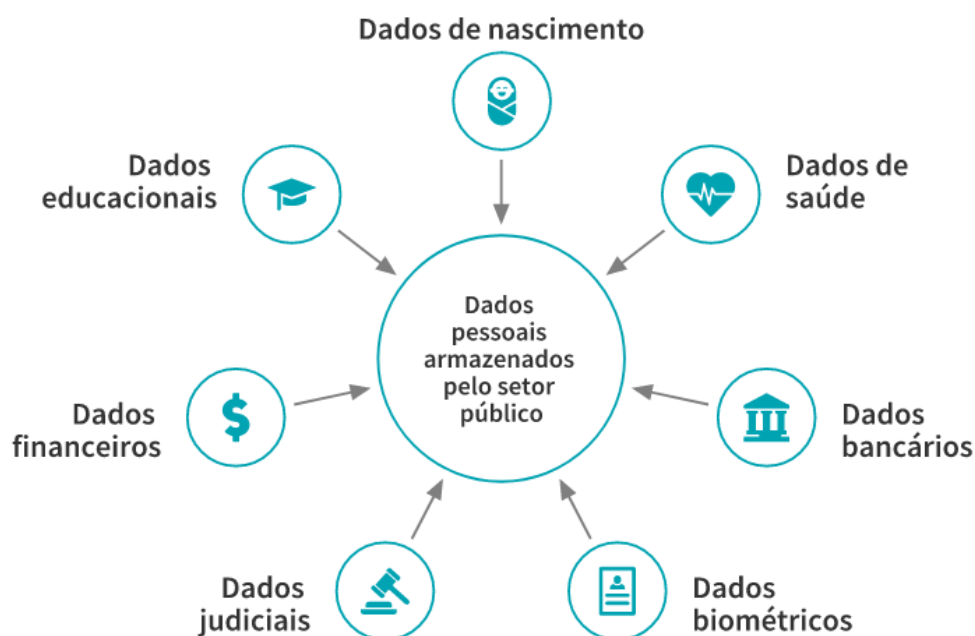 Dados de nascimento
Dados
educacionais
Dados de
saúde
Dados
pessoais
armazenados
pelo setor
público
Dados
financeiros
$
Dados
bancários
Dados
judiciais
Dados
biométricos